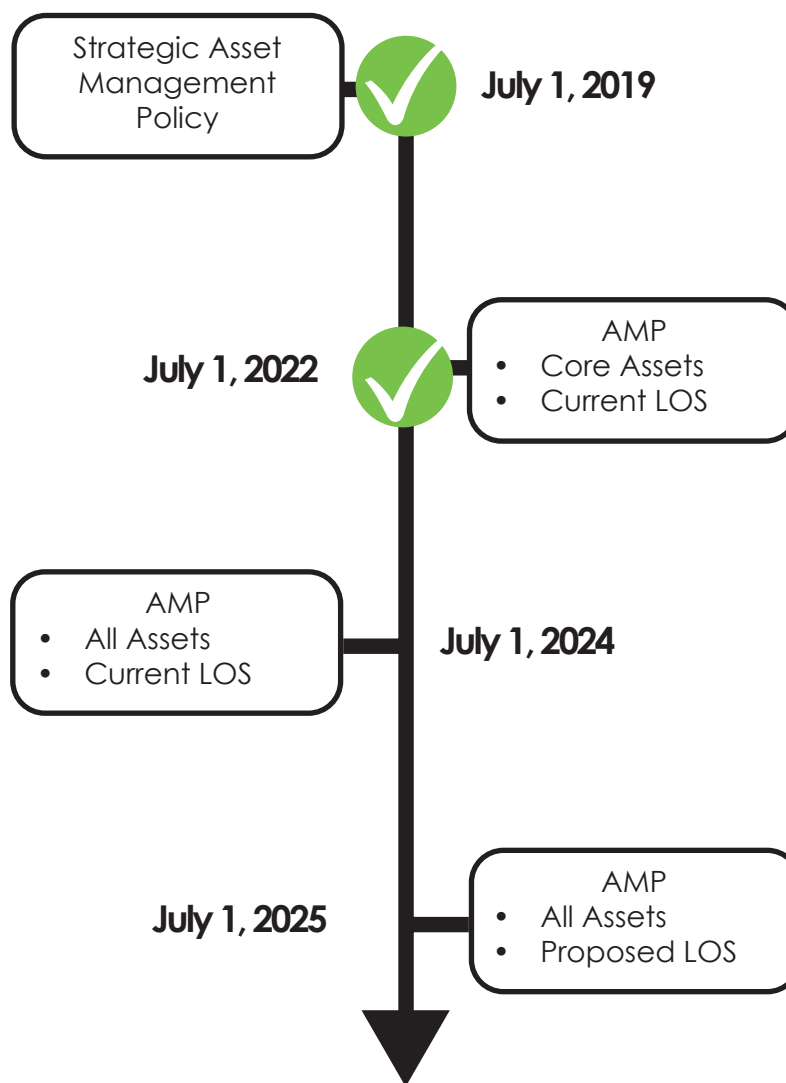 Strategic Asset
Management
Policy
July 1, 2019
July 1, 2022
AMP
• Core Assets
• Current LOS
AMP
• All Assets
• Current LOS
July 1, 2024
July 1, 2025
AMP
• All Assets
• Proposed LOS